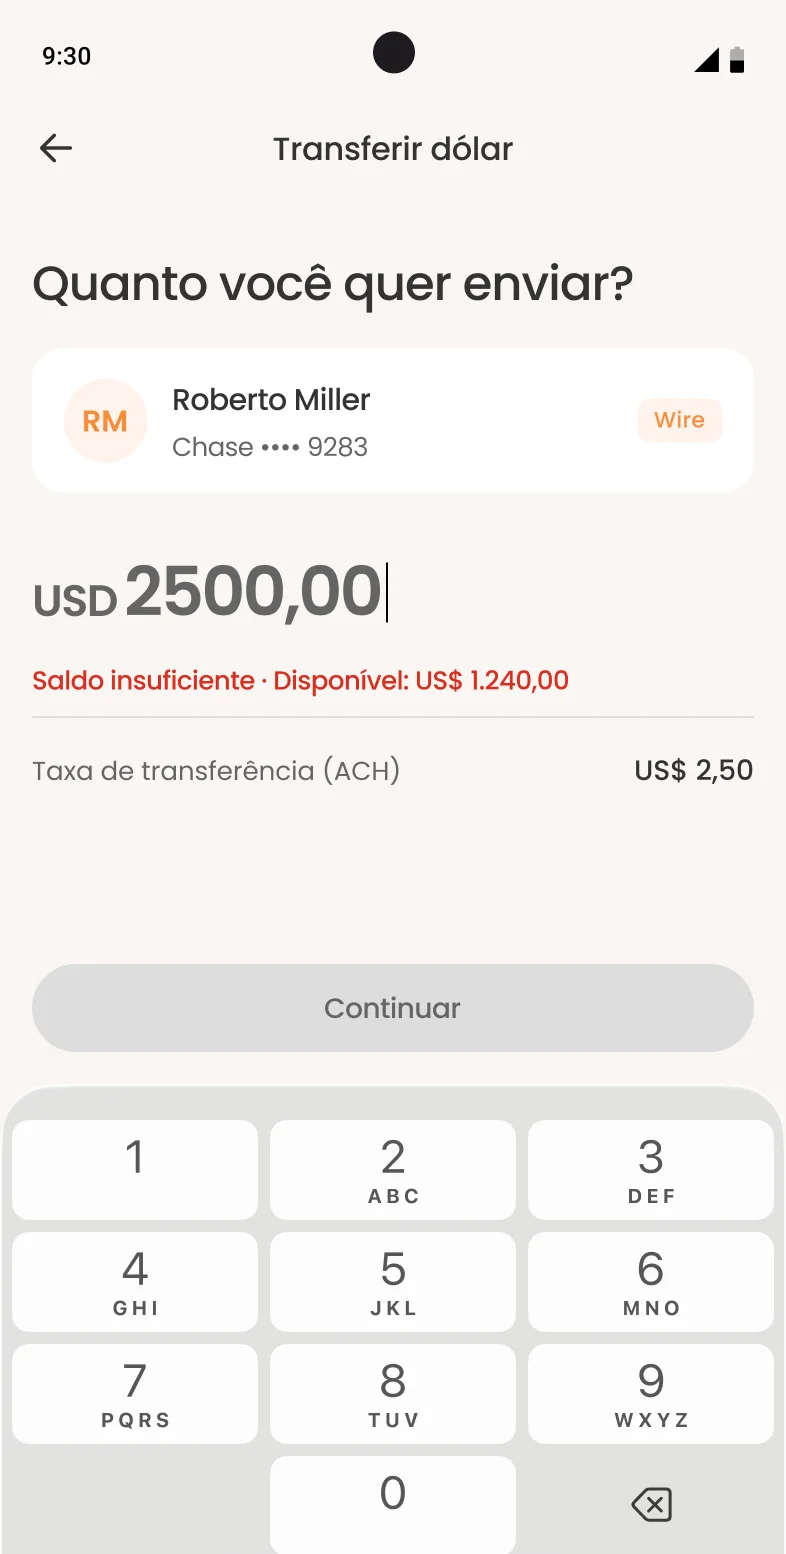 9:30
Transferir dólar
Quanto você quer enviar?
RM
Roberto Miller
Chase •••• 9283
Wire
USD 2500,00
Saldo insuficiente · Disponível: US$ 1.240,00
Taxa de transferência (ACH) US$ 2,50
Continuar
1 2 3
ABC DEF
4 5 6
GHI JKL MNO
7 8 9
PQRS TUV WXYZ
0